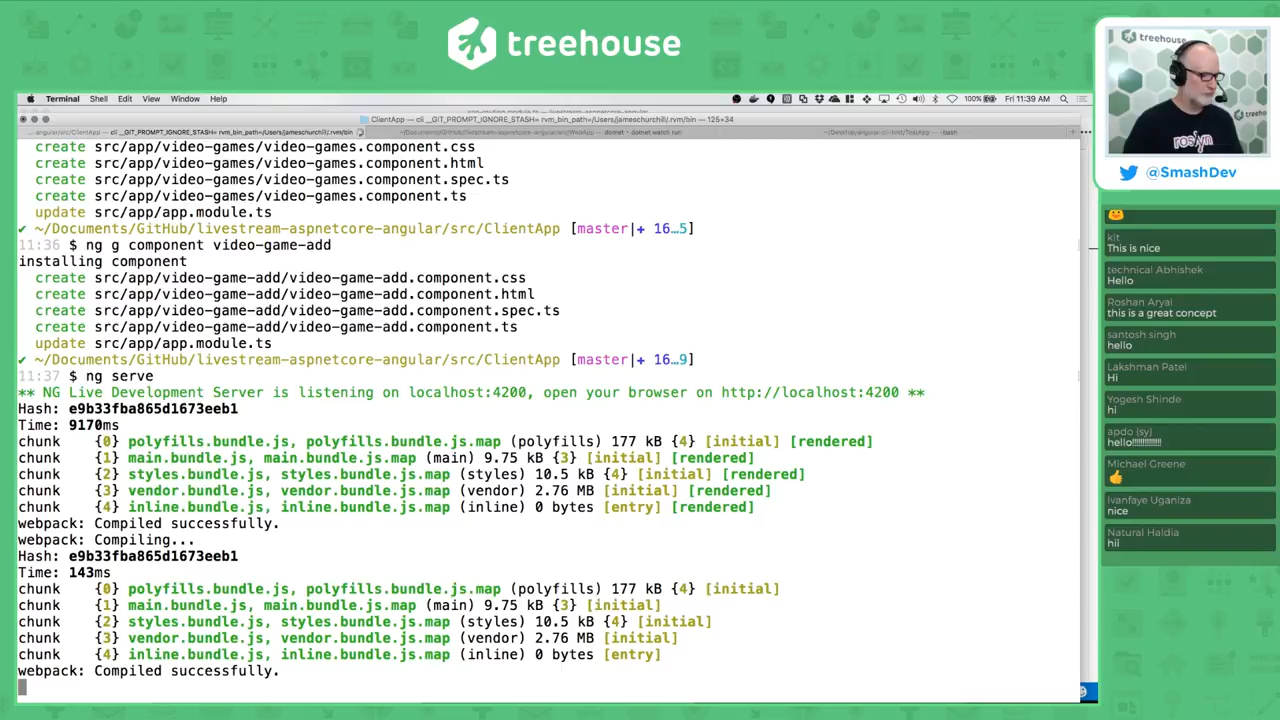 treehouse
Terminal Shell Edit View Window Help
100% Fri 11:39 AM
ClientApp — cli __GIT_PROMPT_IGNORE_STASH= rvm_bin_path=/Users/jameschurchill/.rvm/bin — 125×34
create src/app/video-games/video-games.component.css
create src/app/video-games/video-games.component.html
create src/app/video-games/video-games.component.spec.ts
create src/app/video-games/video-games.component.ts
update src/app/app.module.ts
✓ ~/Documents/GitHub/livestream-aspnetcore-angular/src/ClientApp [master|+ 16…5]
11:36 $ ng g component video-game-add
installing component
create src/app/video-game-add/video-game-add.component.css
create src/app/video-game-add/video-game-add.component.html
create src/app/video-game-add/video-game-add.component.spec.ts
create src/app/video-game-add/video-game-add.component.ts
update src/app/app.module.ts
✓ ~/Documents/GitHub/livestream-aspnetcore-angular/src/ClientApp [master|+ 16…9]
11:37 $ ng serve
** NG Live Development Server is listening on localhost:4200, open your browser on http://localhost:4200 **
Hash: e9b33fba865d1673eeb1
Time: 9170ms
chunk {0} polyfills.bundle.js, polyfills.bundle.js.map (polyfills) 177 kB {4} [initial] [rendered]
chunk {1} main.bundle.js, main.bundle.js.map (main) 9.75 kB {3} [initial] [rendered]
chunk {2} styles.bundle.js, styles.bundle.js.map (styles) 10.5 kB {4} [initial] [rendered]
chunk {3} vendor.bundle.js, vendor.bundle.js.map (vendor) 2.76 MB [initial] [rendered]
chunk {4} inline.bundle.js, inline.bundle.js.map (inline) 0 bytes [entry] [rendered]
webpack: Compiled successfully.
webpack: Compiling...
Hash: e9b33fba865d1673eeb1
Time: 143ms
chunk {0} polyfills.bundle.js, polyfills.bundle.js.map (polyfills) 177 kB {4} [initial]
chunk {1} main.bundle.js, main.bundle.js.map (main) 9.75 kB {3} [initial]
chunk {2} styles.bundle.js, styles.bundle.js.map (styles) 10.5 kB {4} [initial]
chunk {3} vendor.bundle.js, vendor.bundle.js.map (vendor) 2.76 MB [initial]
chunk {4} inline.bundle.js, inline.bundle.js.map (inline) 0 bytes [entry]
webpack: Compiled successfully.
treehouse
treehouse
roslyn
@SmashDev
kit
This is nice
technical Abhishek
Hello
Roshan Aryal
this is a great concept
santosh singh
hello
Lakshman Patel
Hi
Yogesh Shinde
hi
Michael Greene
Ivanfaye Uganiza
nice
Natural Haldia
hii